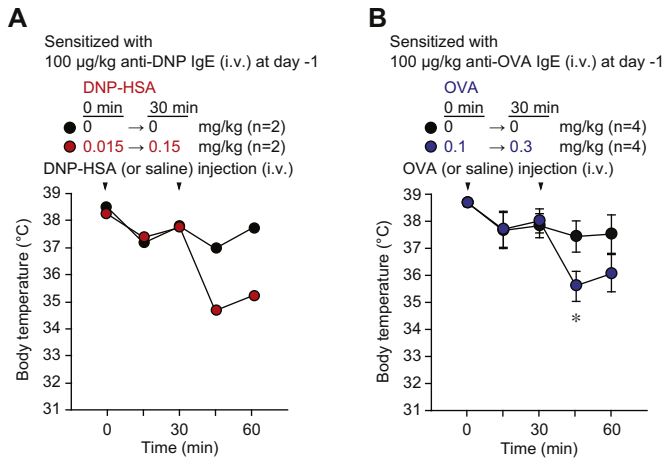 A
Sensitized with
100 µg/kg anti-DNP IgE (i.v.) at day -1
DNP-HSA
0 min 30 min
0 → 0 mg/kg (n=2)
0.015 → 0.15 mg/kg (n=2)
DNP-HSA (or saline) injection (i.v.)
39
38
37
36
35
34
33
32
31
Body temperature (°C)
0 30 60
Time (min)
B
Sensitized with
100 µg/kg anti-OVA IgE (i.v.) at day -1
OVA
0 min 30 min
0 → 0 mg/kg (n=4)
0.1 → 0.3 mg/kg (n=4)
OVA (or saline) injection (i.v.)
39
38
37
36
35
34
33
32
31
Body temperature (°C)
*
0 30 60
Time (min)